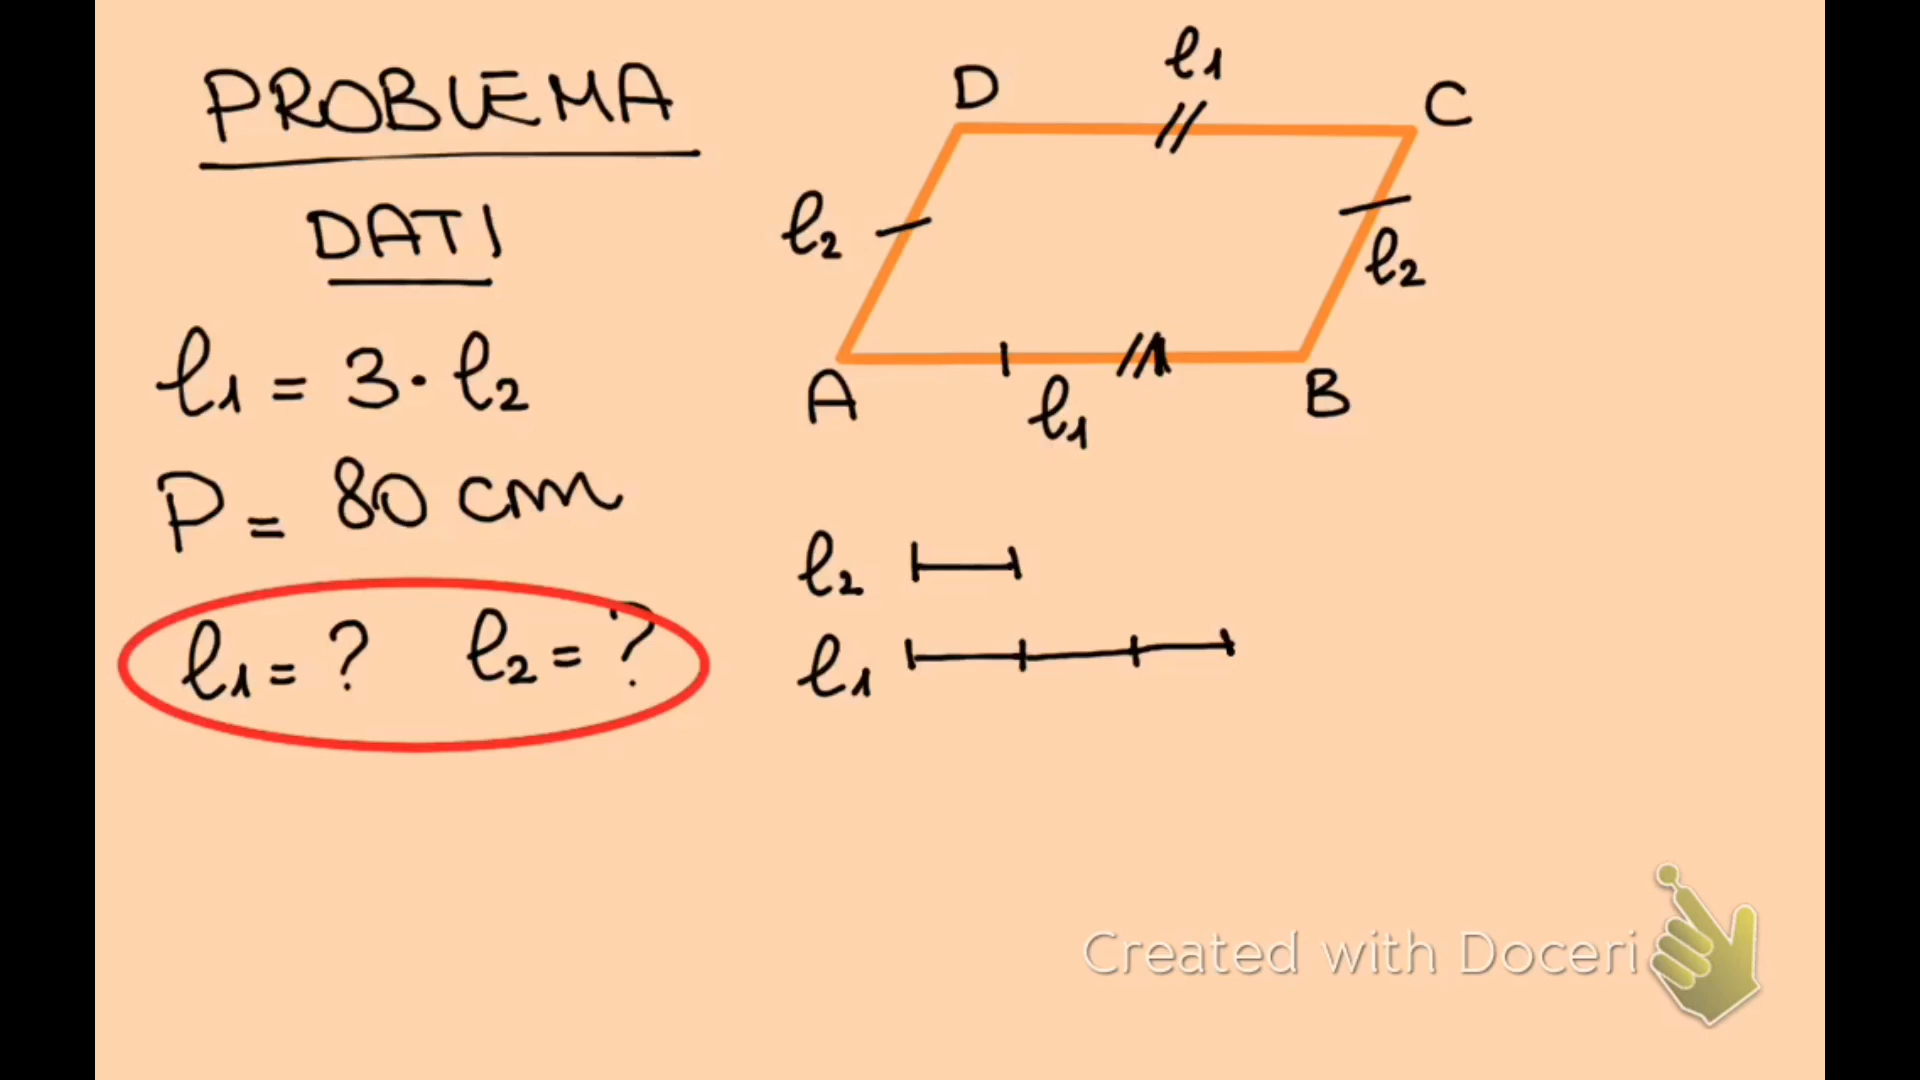 PROBLEMA
DATI
l1 = 3 · l2
P = 80 cm
l1 = ? l2 = ?
l1
D
C
l2
l2
A
l1
B
l2
l1
Created with Doceri